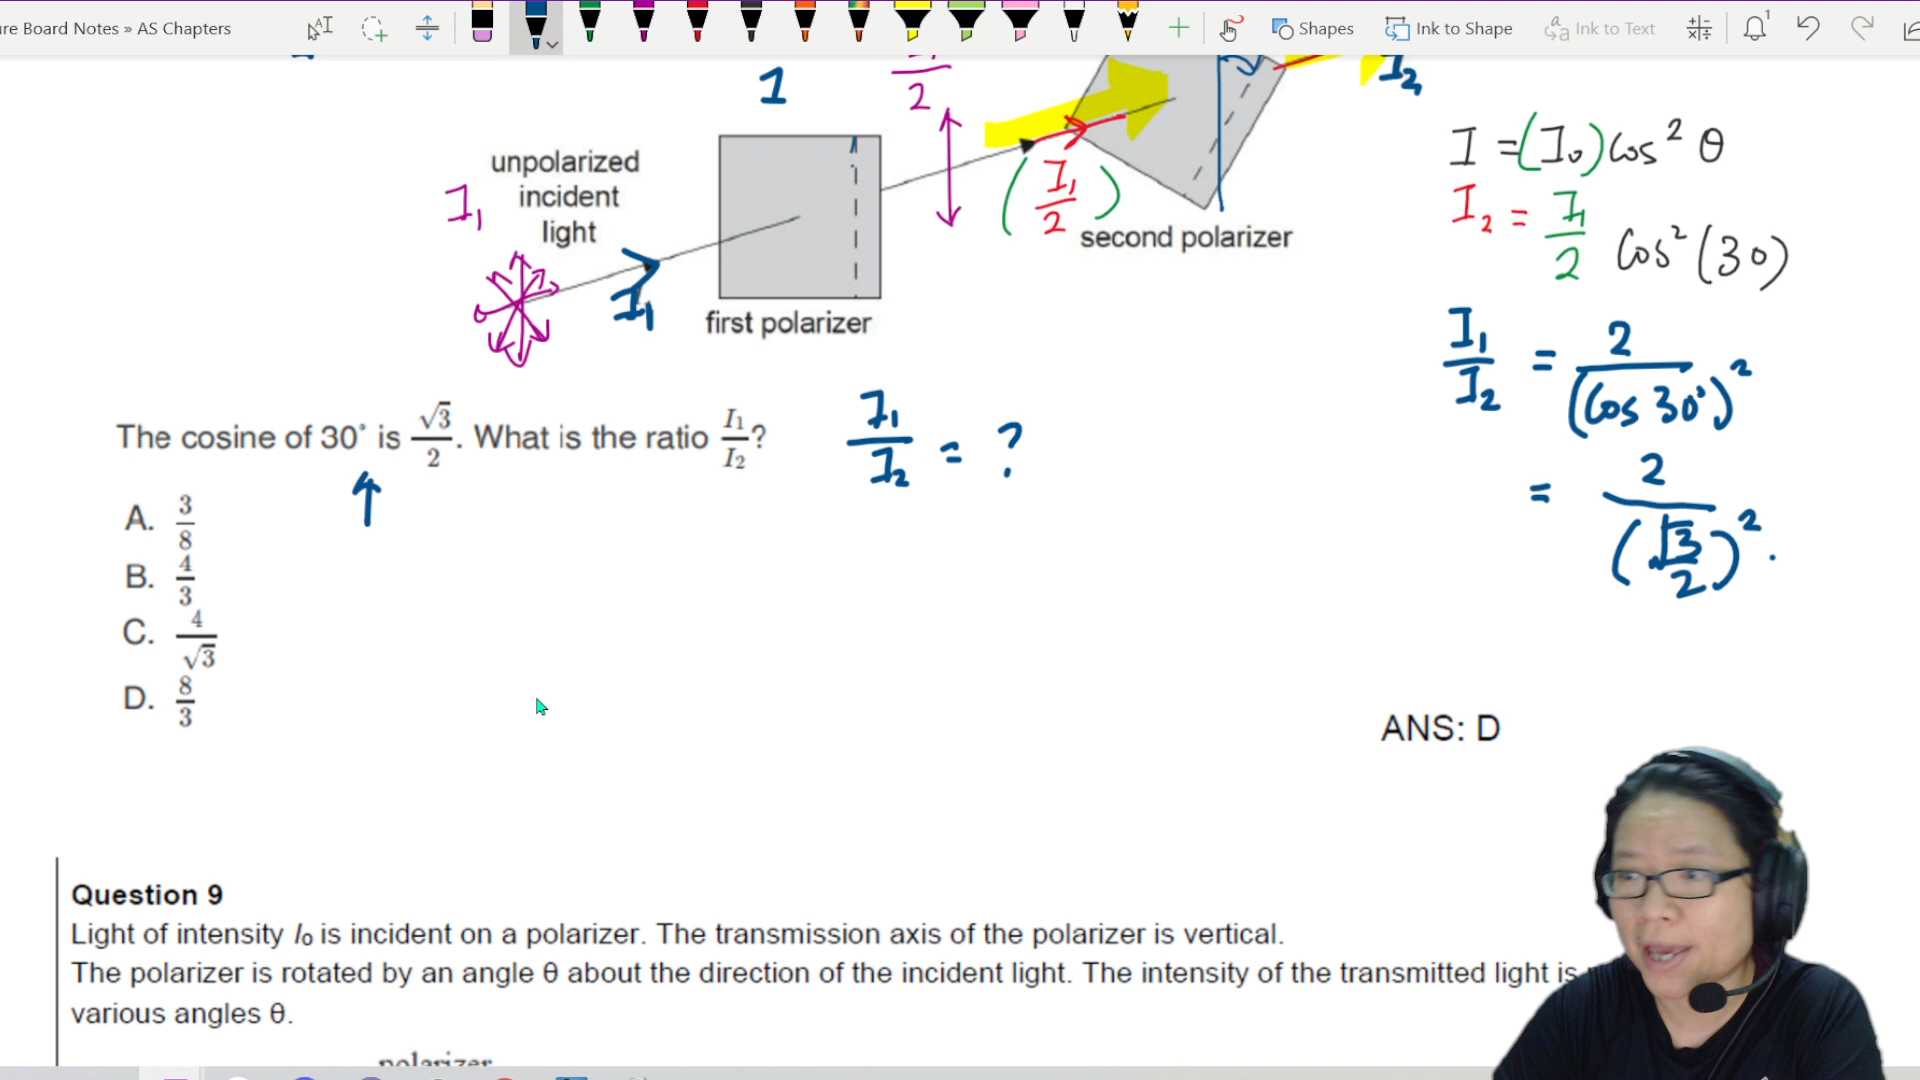 re Board Notes » AS Chapters
Shapes
Ink to Shape
Ink to Text
1
1
2
I₂
unpolarized
incident
light
I₁
I₁
first polarizer
(I₁/2)
second polarizer
I = (I₀) cos² θ
I₂ = I₁/2 Cos² (30)
I₁/I₂ = 2/(Cos 30°)²
= 2/(√3/2)².
The cosine of 30° is √3/2. What is the ratio I₁/I₂?
I₁/I₂ = ?
A. 3/8
B. 4/3
C. 4/√3
D. 8/3
ANS: D
Question 9
Light of intensity I₀ is incident on a polarizer. The transmission axis of the polarizer is vertical.
The polarizer is rotated by an angle θ about the direction of the incident light. The intensity of the transmitted light is
various angles θ.
polarizer